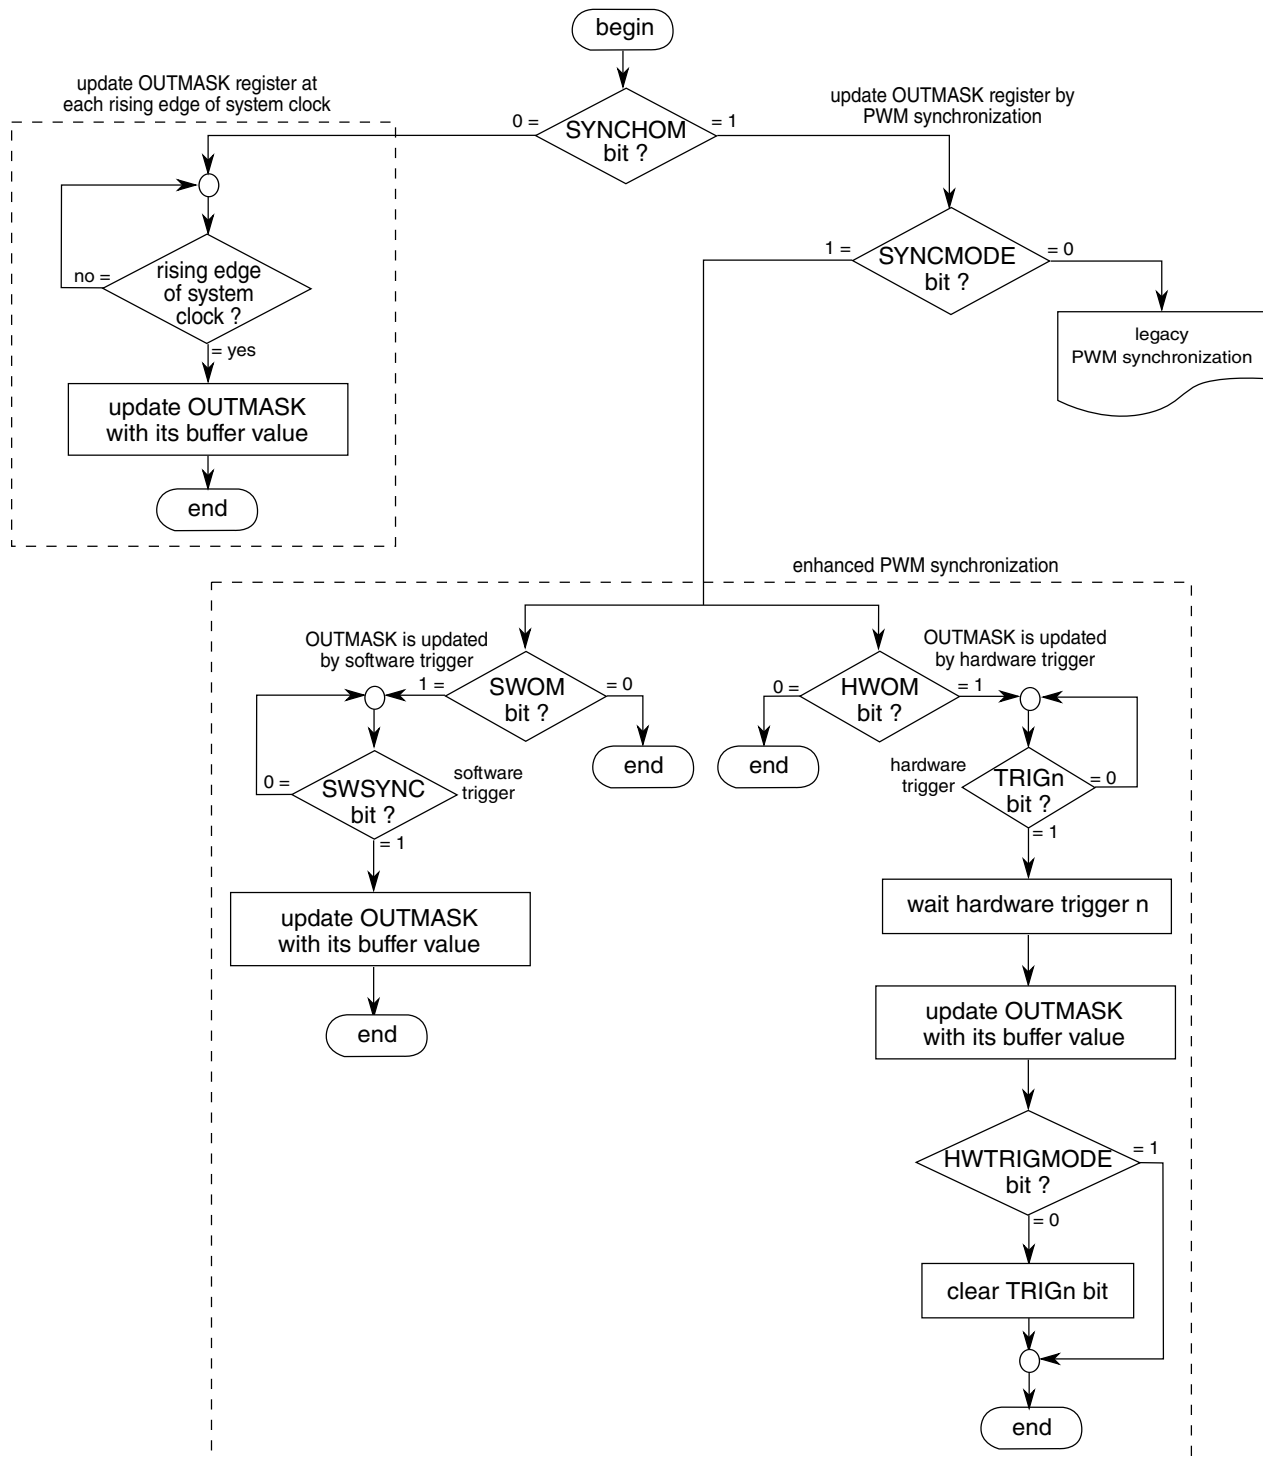 begin
update OUTMASK register at
each rising edge of system clock
update OUTMASK register by
PWM synchronization
0 =
SYNCHOM
bit ?
= 1
1 =
SYNCMODE
bit ?
= 0
no =
rising edge
of system
clock ?
= yes
legacy
PWM synchronization
update OUTMASK
with its buffer value
end
enhanced PWM synchronization
OUTMASK is updated
by software trigger
OUTMASK is updated
by hardware trigger
1 =
SWOM
bit ?
= 0
0 =
HWOM
bit ?
= 1
end
end
0 =
SWSYNC
bit ?
software
trigger
= 1
hardware
trigger
TRIGn
bit ?
= 0
= 1
update OUTMASK
with its buffer value
end
wait hardware trigger n
update OUTMASK
with its buffer value
HWTRIGMODE
bit ?
= 1
= 0
clear TRIGn bit
end